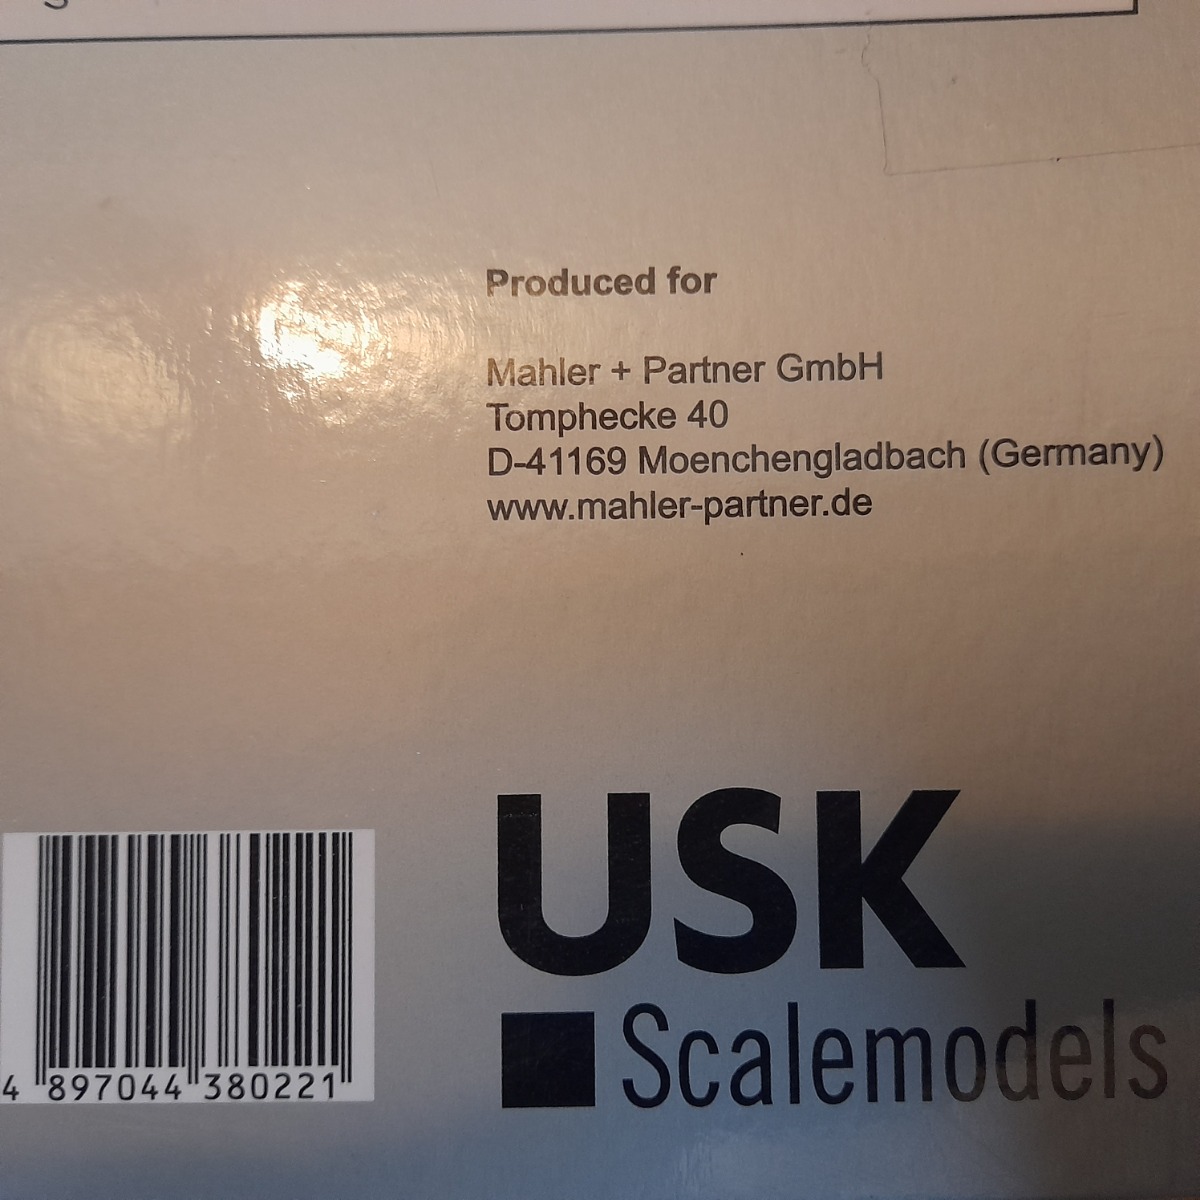 Produced for
Mahler + Partner GmbH
Tomphecke 40
D-41169 Moenchengladbach (Germany)
www.mahler-partner.de
USK
Scalemodels
4 897044 380221